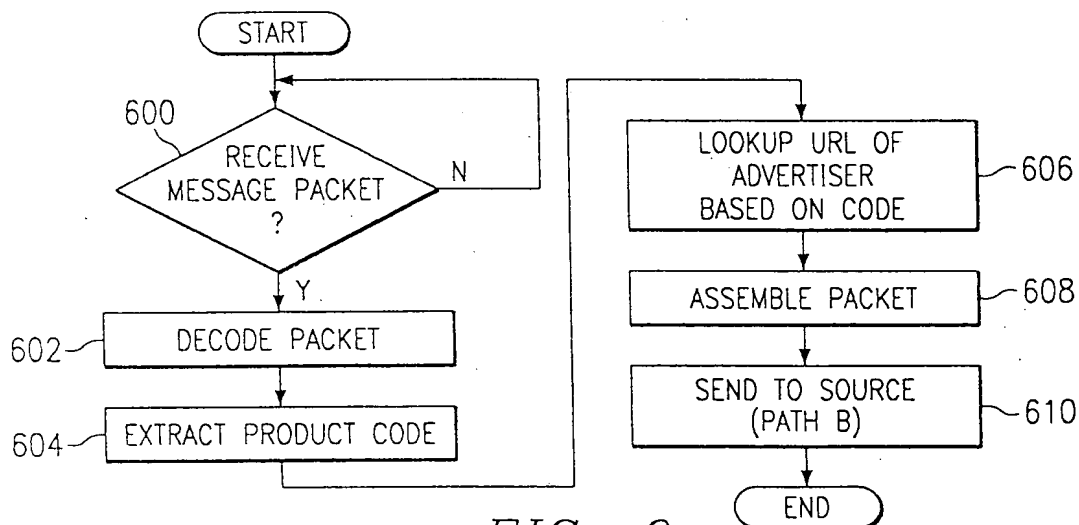 START
600
RECEIVE
MESSAGE PACKET
?
N
Y
602
DECODE PACKET
604
EXTRACT PRODUCT CODE
LOOKUP URL OF
ADVERTISER
BASED ON CODE
606
ASSEMBLE PACKET
608
SEND TO SOURCE
(PATH B)
610
END
FIG.